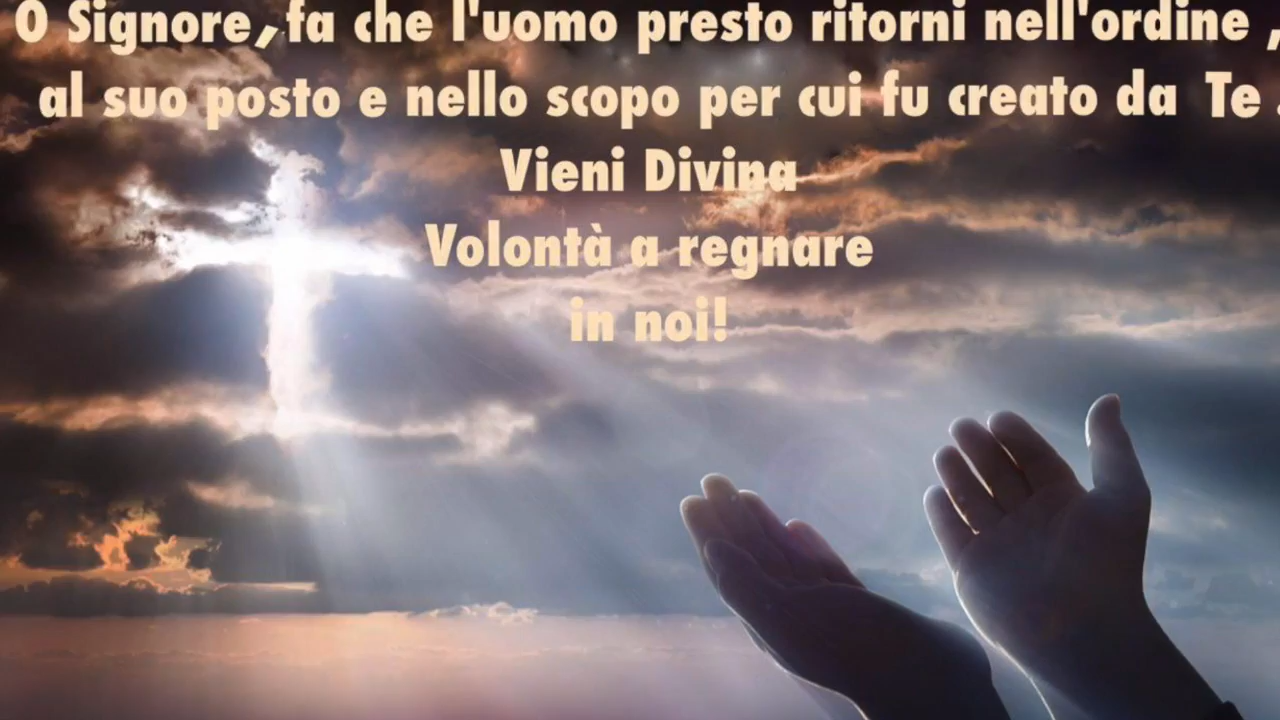 O Signore, fa che l'uomo presto ritorni nell'ordine ,
al suo posto e nello scopo per cui fu creato da Te .
Vieni Divina
Volontà a regnare
in noi!